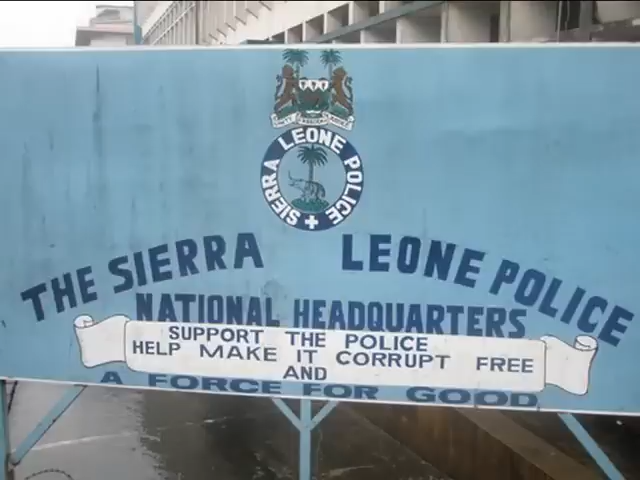 SIERRA LEONE POLICE
THE SIERRA LEONE POLICE
NATIONAL HEADQUARTERS
SUPPORT THE POLICE
HELP MAKE IT CORRUPT FREE
AND
A FORCE FOR GOOD